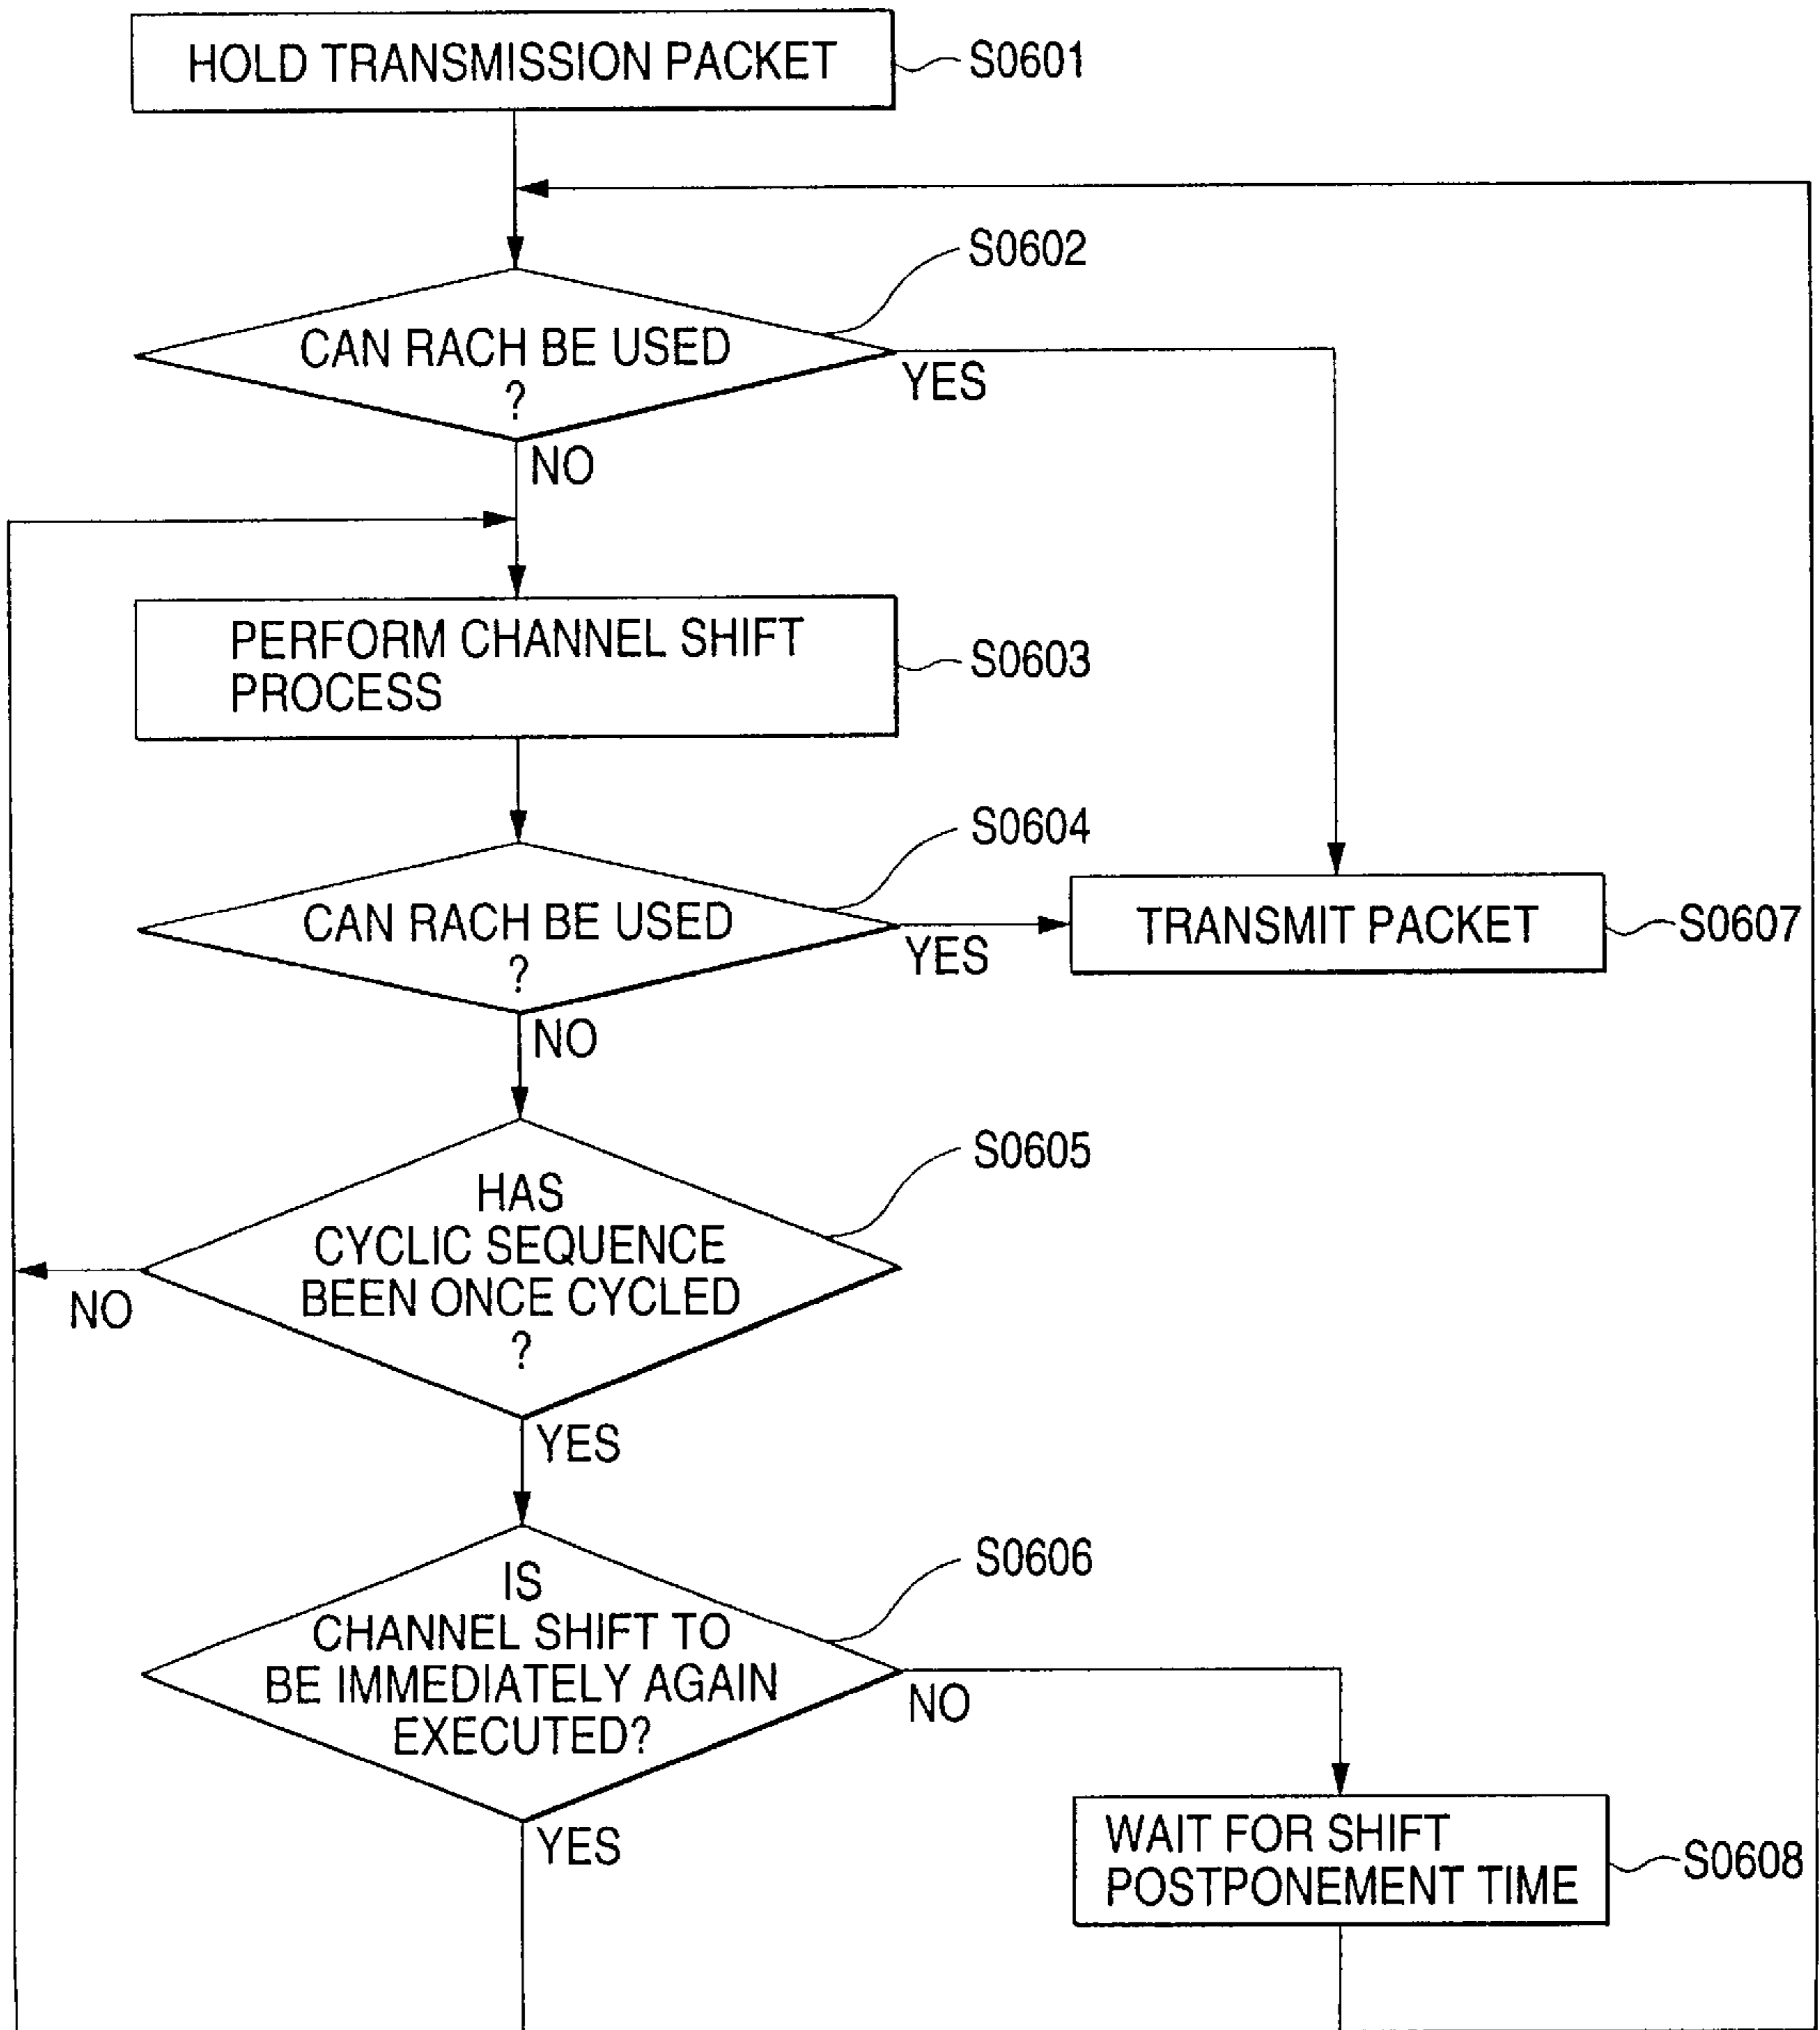 HOLD TRANSMISSION PACKET
S0601
S0602
CAN RACH BE USED
?
YES
NO
PERFORM CHANNEL SHIFT
PROCESS
S0603
S0604
CAN RACH BE USED
?
YES
TRANSMIT PACKET
S0607
NO
S0605
HAS
CYCLIC SEQUENCE
BEEN ONCE CYCLED
?
NO
YES
S0606
IS
CHANNEL SHIFT TO
BE IMMEDIATELY AGAIN
EXECUTED?
NO
YES
WAIT FOR SHIFT
POSTPONEMENT TIME
S0608